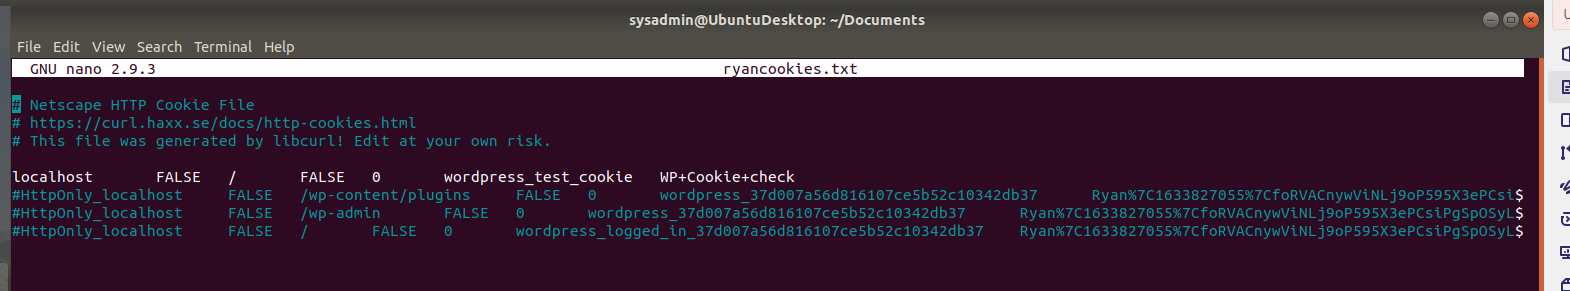 sysadmin@UbuntuDesktop: ~/Documents
File Edit View Search Terminal Help
GNU nano 2.9.3 ryancookies.txt
# Netscape HTTP Cookie File
# https://curl.haxx.se/docs/http-cookies.html
# This file was generated by libcurl! Edit at your own risk.
localhost FALSE / FALSE 0 wordpress_test_cookie WP+Cookie+check
#HttpOnly_localhost FALSE /wp-content/plugins FALSE 0 wordpress_37d007a56d816107ce5b52c10342db37 Ryan%7C1633827055%7CfoRVACnywViNLj9oP595X3ePCsi$
#HttpOnly_localhost FALSE /wp-admin FALSE 0 wordpress_37d007a56d816107ce5b52c10342db37 Ryan%7C1633827055%7CfoRVACnywViNLj9oP595X3ePCsiPgSpOSyL$
#HttpOnly_localhost FALSE / FALSE 0 wordpress_logged_in_37d007a56d816107ce5b52c10342db37 Ryan%7C1633827055%7CfoRVACnywViNLj9oP595X3ePCsiPgSpOSyL$